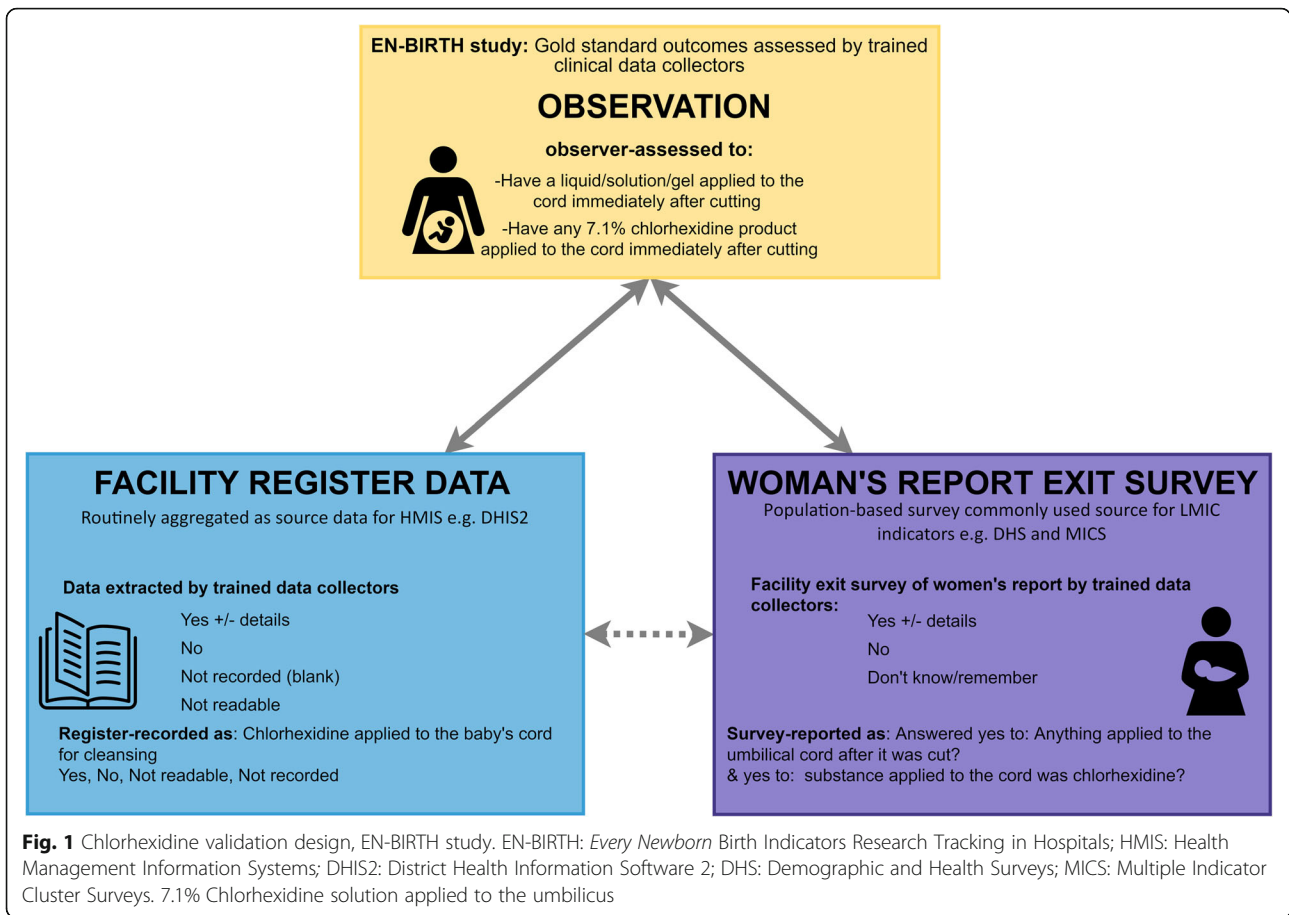 EN-BIRTH study: Gold standard outcomes assessed by trained
clinical data collectors
OBSERVATION
observer-assessed to:
-Have a liquid/solution/gel applied to the
cord immediately after cutting
-Have any 7.1% chlorhexidine product
applied to the cord immediately after cutting
FACILITY REGISTER DATA
Routinely aggregated as source data for HMIS e.g. DHIS2
Data extracted by trained data collectors
Yes +/- details
No
Not recorded (blank)
Not readable
Register-recorded as: Chlorhexidine applied to the baby's cord
for cleansing
Yes, No, Not readable, Not recorded
WOMAN'S REPORT EXIT SURVEY
Population-based survey commonly used source for LMIC
indicators e.g. DHS and MICS
Facility exit survey of women's report by trained data
collectors:
Yes +/- details
No
Don't know/remember
Survey-reported as: Answered yes to: Anything applied to the
umbilical cord after it was cut?
& yes to: substance applied to the cord was chlorhexidine?
Fig. 1 Chlorhexidine validation design, EN-BIRTH study. EN-BIRTH: Every Newborn Birth Indicators Research Tracking in Hospitals; HMIS: Health
Management Information Systems; DHIS2: District Health Information Software 2; DHS: Demographic and Health Surveys; MICS: Multiple Indicator
Cluster Surveys. 7.1% Chlorhexidine solution applied to the umbilicus